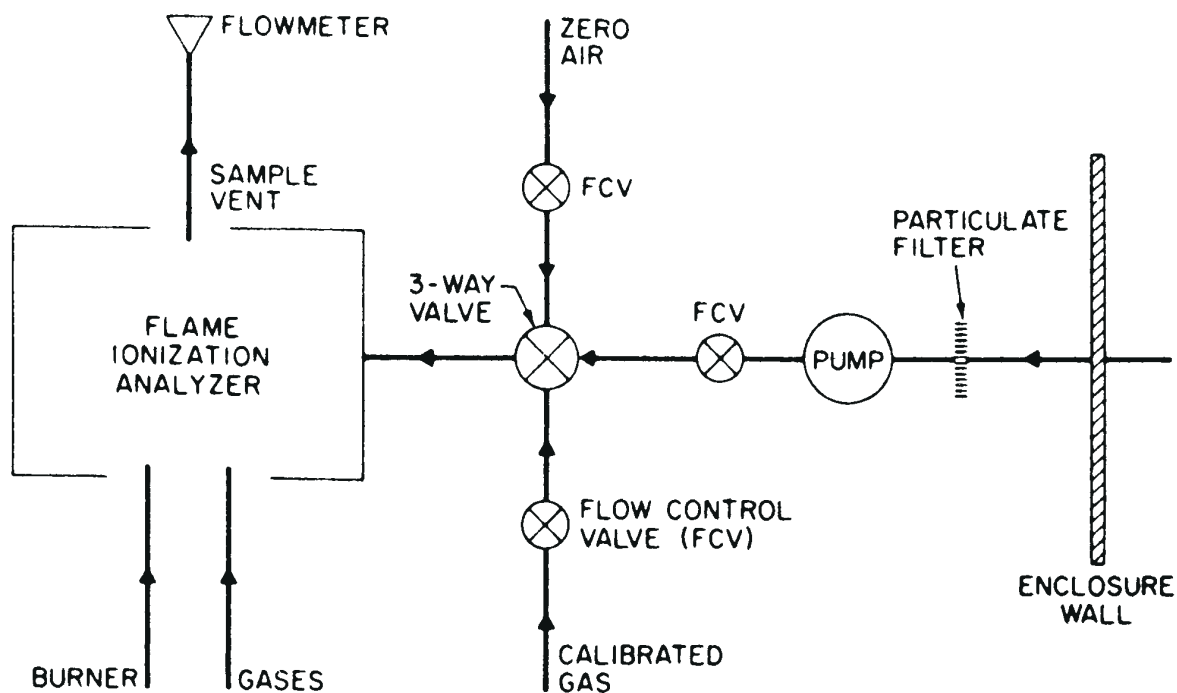 FLOWMETER
ZERO
AIR
SAMPLE
VENT
FCV
PARTICULATE
FILTER
3-WAY
VALVE
FCV
FLAME
IONIZATION
ANALYZER
PUMP
FLOW CONTROL
VALVE (FCV)
ENCLOSURE
WALL
BURNER
GASES
CALIBRATED
GAS